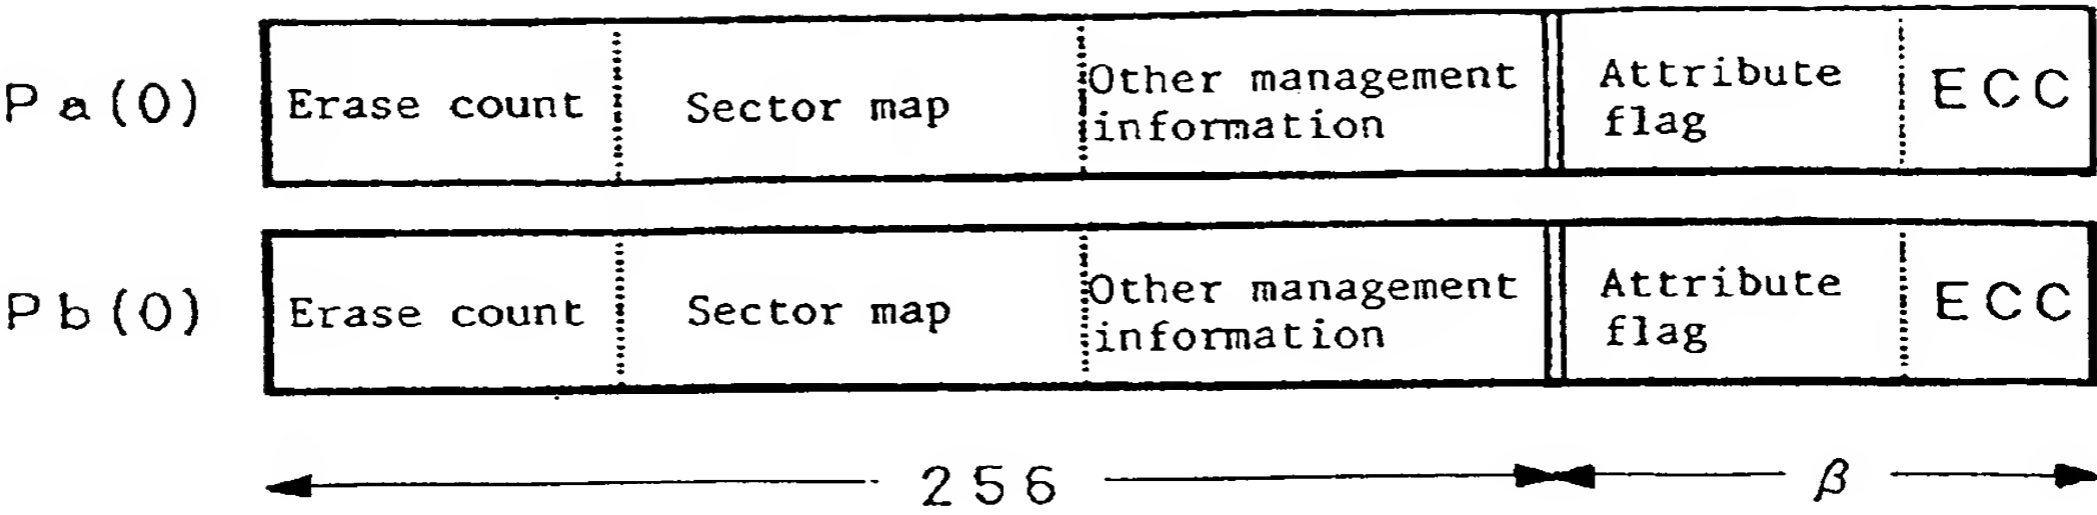 Pa(0) Erase count Sector map Other management information Attribute flag ECC
Pb(0) Erase count Sector map Other management information Attribute flag ECC
256 β